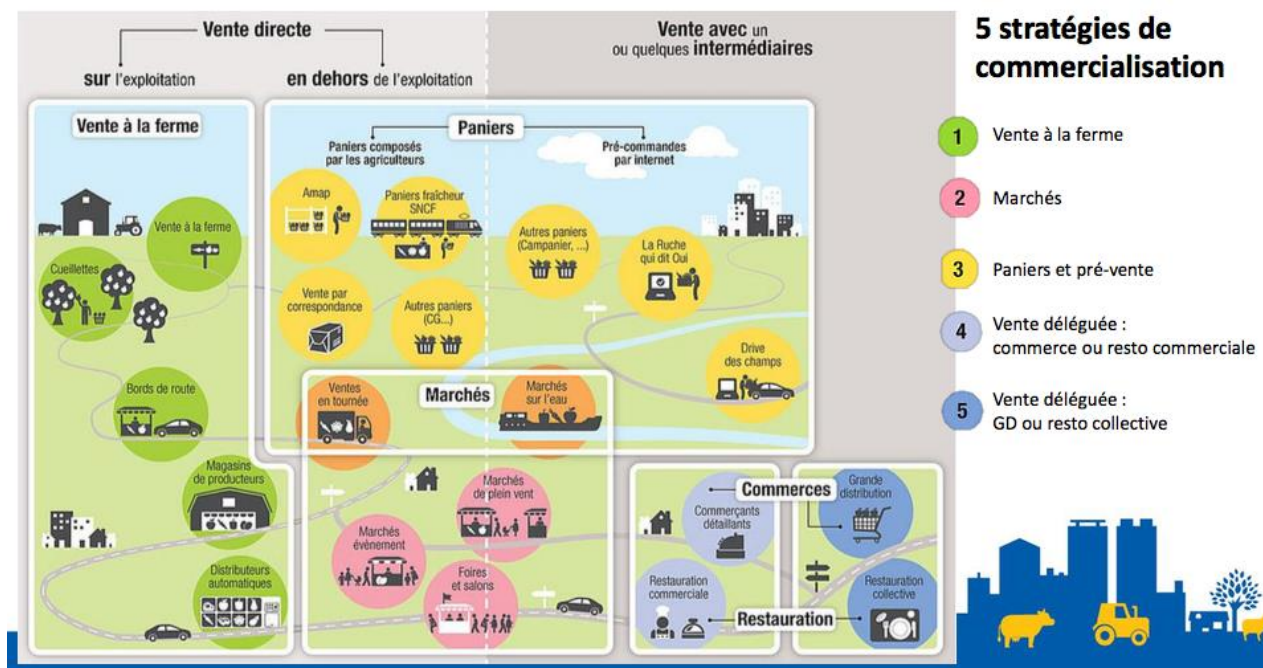 Vente directe
sur l'exploitation
en dehors de l'exploitation
Vente avec un
ou quelques intermédiaires
Vente à la ferme
Vente à la ferme
Cueillettes
Bords de route
Magasins
de producteurs
Distributeurs
automatiques
Paniers
Paniers composés
par les agriculteurs
Pré-commandes
par internet
Amap
Paniers fraîcheur
SNCF
Autres paniers
(Campanier, ...)
La Ruche
qui dit Oui
Vente par
correspondance
Autres paniers
(CG...)
Drive
des champs
Marchés
Ventes
en tournée
Marchés
sur l'eau
Marchés
de plein vent
Marchés
événement
Foires
et salons
Commerces
Commerçants
détaillants
Grande
distribution
Restauration
commerciale
Restauration
collective
Restauration
5 stratégies de
commercialisation
1 Vente à la ferme
2 Marchés
3 Paniers et pré-vente
4 Vente déléguée :
commerce ou resto commerciale
5 Vente déléguée :
GD ou resto collective